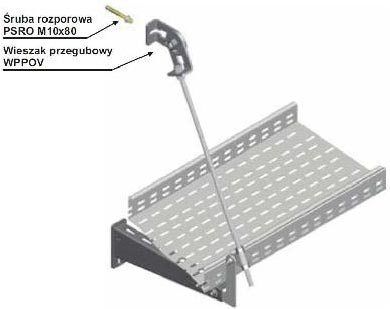 Śruba rozporowa
PSRO M10x80
Wieszak przegubowy
WPPOV